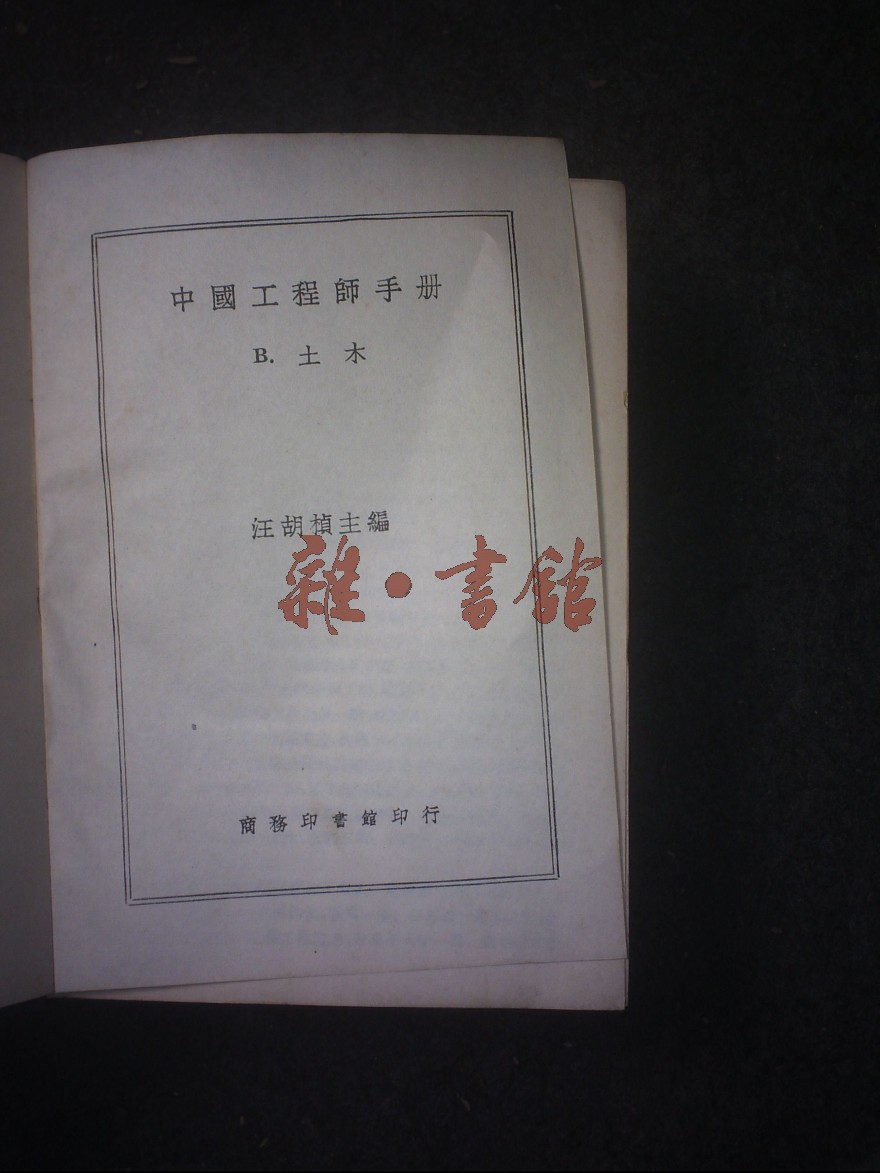 中國工程師手册
B. 土木
汪胡楨主編
雜·書館
商務印書館印行